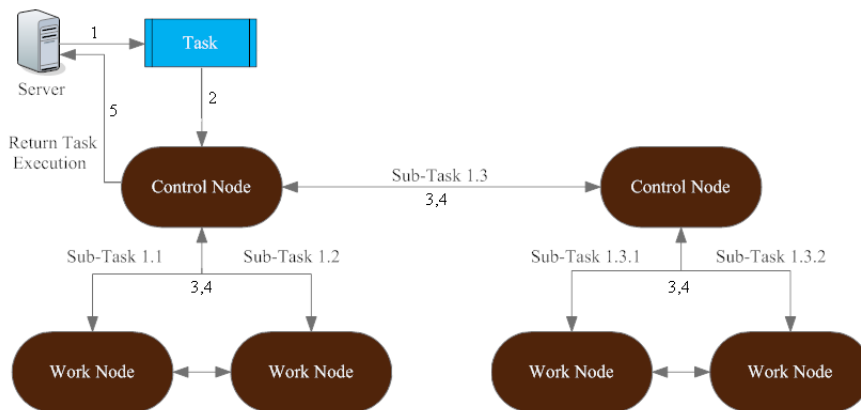 1
Task
Server
2
5
Return Task
Execution
Control Node
Sub-Task 1.3
3,4
Control Node
Sub-Task 1.1
Sub-Task 1.2
3,4
Sub-Task 1.3.1
Sub-Task 1.3.2
3,4
Work Node
Work Node
Work Node
Work Node